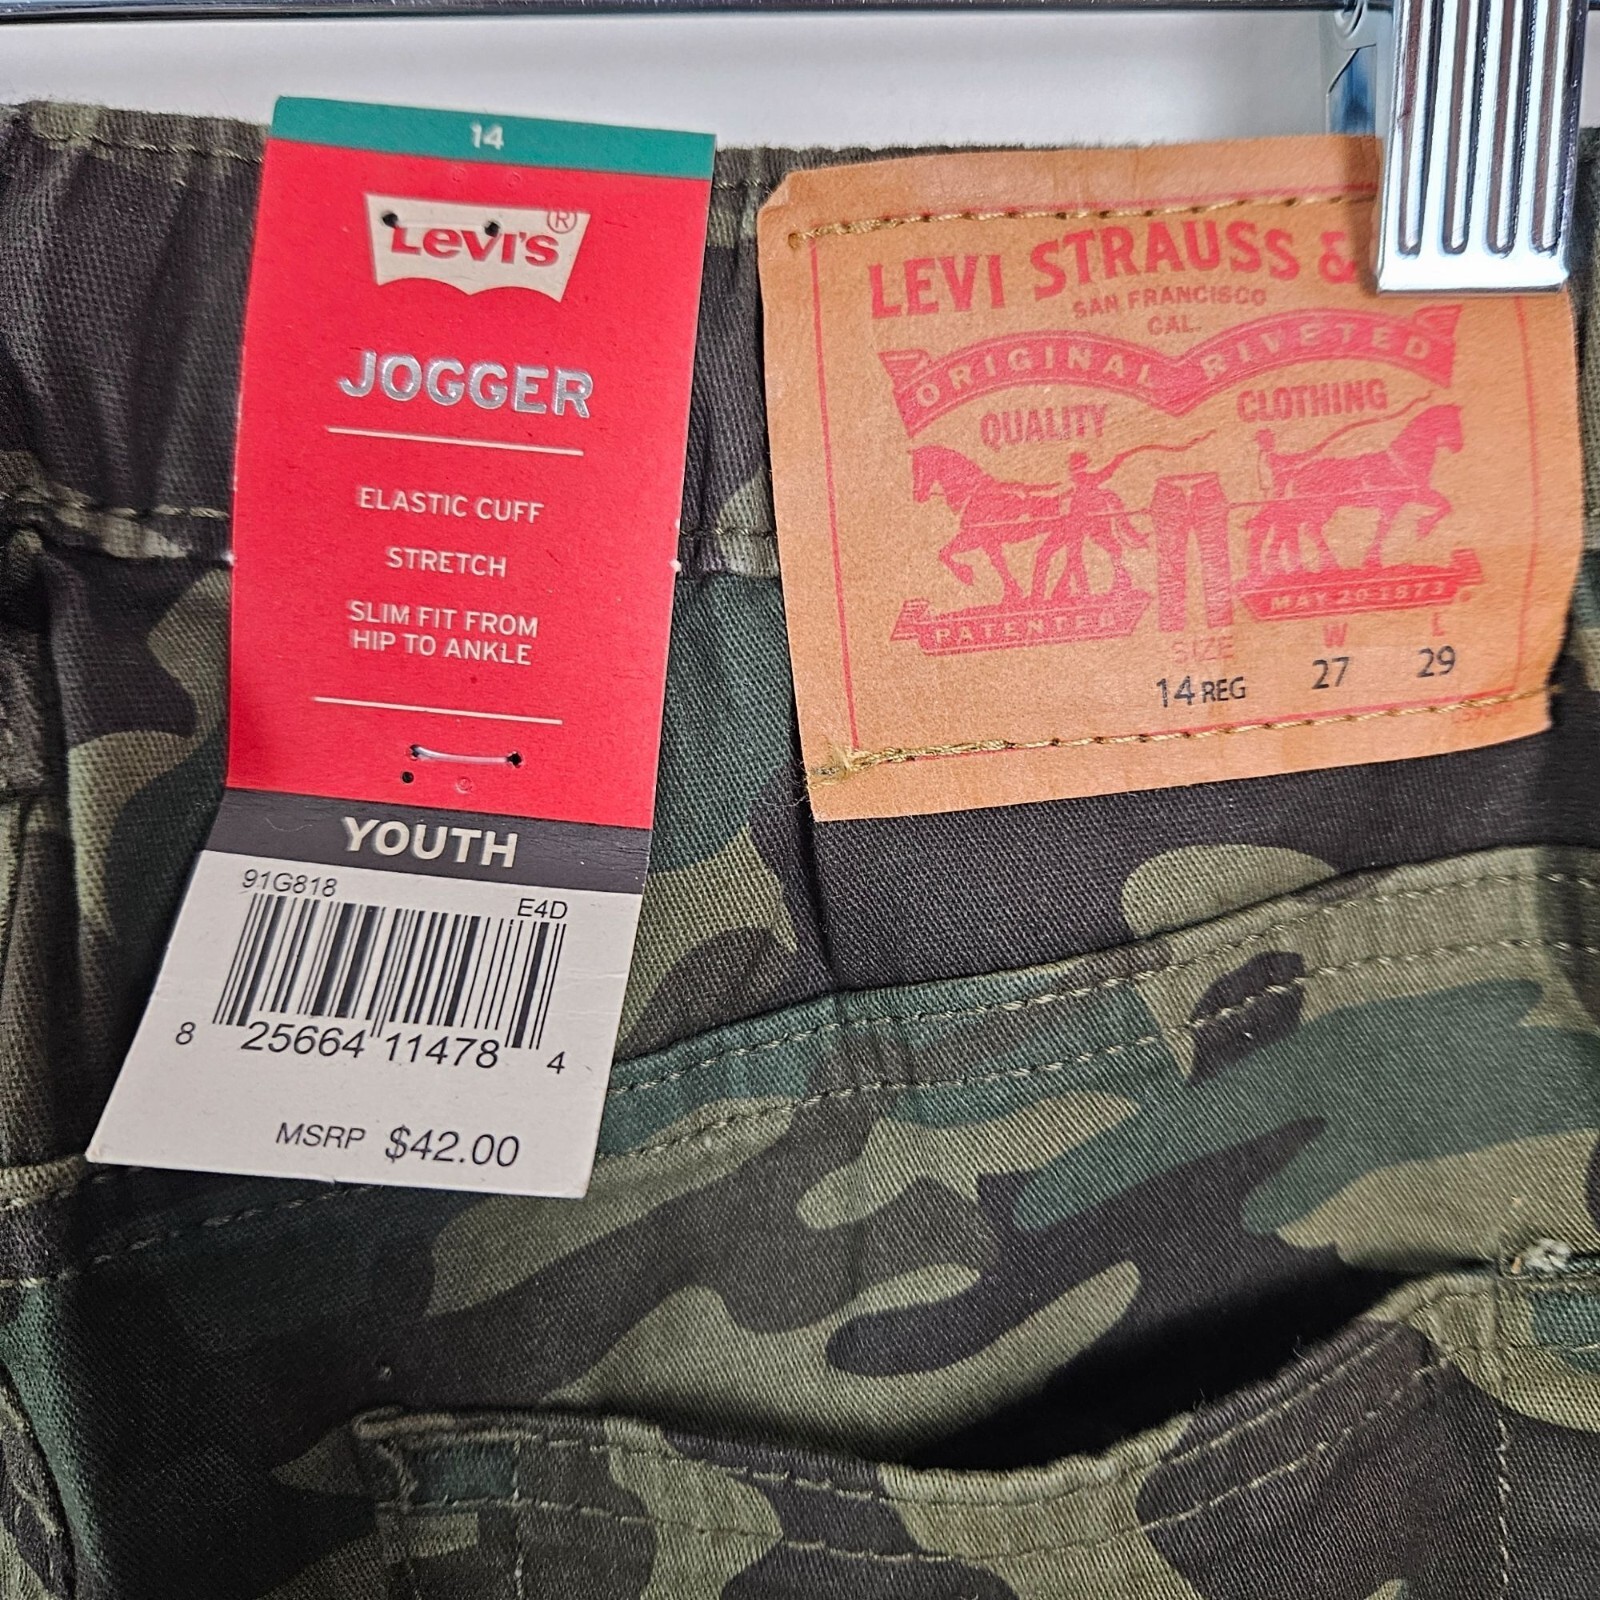 14
Levi's®
JOGGER
ELASTIC CUFF
STRETCH
SLIM FIT FROM
HIP TO ANKLE
YOUTH
91G818
E4D
8 25664 11478 4
MSRP $42.00
LEVI STRAUSS &
SAN FRANCISCO
CAL.
ORIGINAL RIVETED
QUALITY CLOTHING
PATENTED
MAY 20 1873
SIZE W L
14 REG 27 29